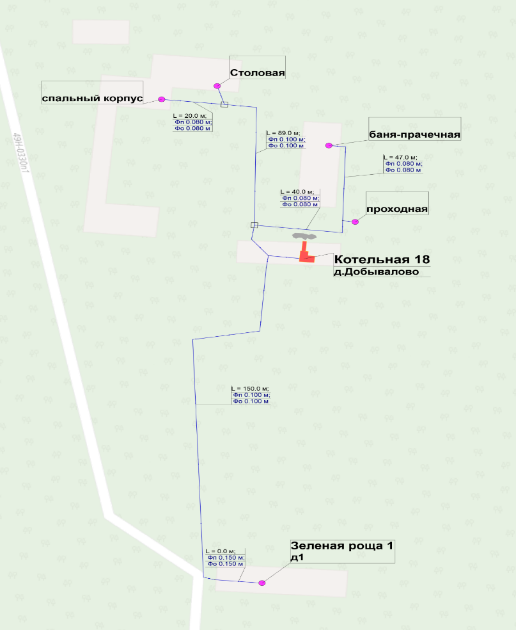 Столовая
спальный корпус
L = 20.0 м;
Фп 0.080 м
Фо 0.080 м
L = 89.0 м;
Фп 0.100 м
Фо 0.100 м
баня-прачечная
L = 47.0 м;
Фп 0.080 м
Фо 0.080 м
L = 40.0 м;
Фп 0.080 м
Фо 0.080 м
проходная
Котельная 18
д.Добывалово
L = 150.0 м;
Фп 0.100 м
Фо 0.100 м
L = 0.0 м;
Фп 0.150 м
Фо 0.150 м
Зеленая роща 1
д1